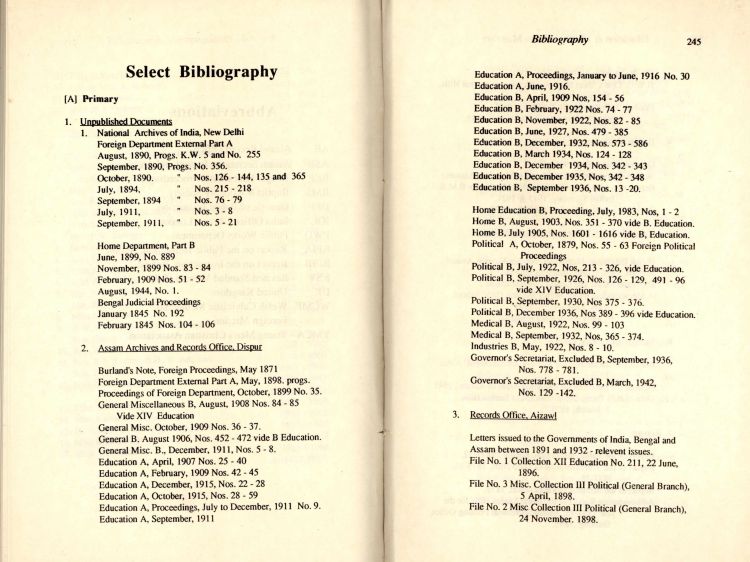 Select Bibliography
[A] Primary
1. Unpublished Documents
1. National Archives of India, New Delhi
Foreign Department External Part A
August, 1890, Progs. K.W. 5 and No. 255
September, 1890, Progs. No. 356.
October, 1890. " Nos. 126 - 144, 135 and 365
July, 1894. " Nos. 215 - 218
September, 1894 " Nos. 76 - 79
July, 1911, " Nos. 3 - 8
September, 1911, " Nos. 5 - 21
Home Department, Part B
June, 1899, No. 889
November, 1899 Nos. 83 - 84
February, 1909 Nos. 51 - 52
August, 1944, No. 1.
Bengal Judicial Proceedings
January 1845 No. 192
February 1845 Nos. 104 - 106
2. Assam Archives and Records Office, Dispur
Burland's Note, Foreign Proceedings, May 1871
Foreign Department External Part A, May, 1898. progs.
Proceedings of Foreign Department, October, 1899 No. 35.
General Miscellaneous B, August, 1908 Nos. 84 - 85
Vide XIV Education
General Misc. October, 1909 Nos. 36 - 37.
General B. August 1906, Nos. 452 - 472 vide B Education.
General Misc. B., December, 1911, Nos. 5 - 8.
Education A, April, 1907 Nos. 25 - 40
Education A, February, 1909 Nos. 42 - 45
Education A, December, 1915, Nos. 22 - 28
Education A, October, 1915, Nos. 28 - 59
Education A, Proceedings, July to December, 1911 No. 9.
Education A, September, 1911
Bibliography 245
Education A, Proceedings, January to June, 1916 No. 30
Education A, June, 1916.
Education B, April, 1909 Nos, 154 - 56
Education B, February, 1922 Nos. 74 - 77
Education B, November, 1922, Nos. 82 - 85
Education B, June, 1927, Nos. 479 - 385
Education B, December, 1932, Nos. 573 - 586
Education B, March 1934, Nos. 124 - 128
Education B, December 1934, Nos. 342 - 343
Education B, December 1935, Nos, 342 - 348
Education B, September 1936, Nos. 13 -20.
Home Education B, Proceeding, July, 1983, Nos, 1 - 2
Home B, August, 1903, Nos. 351 - 370 vide B. Education.
Home B, July 1905, Nos. 1601 - 1616 vide B, Education.
Political A, October, 1879, Nos. 55 - 63 Foreign Political
Proceedings
Political B, July, 1922, Nos, 213 - 326, vide Education.
Political B, September, 1926, Nos. 126 - 129, 491 - 96
vide XIV Education.
Political B, September, 1930, Nos 375 - 376.
Political B, December 1936, Nos 389 - 396 vide Education.
Medical B, August, 1922, Nos. 99 - 103
Medical B, September, 1932, Nos, 365 - 374.
Industries B, May, 1922, Nos. 8 - 10.
Governor's Secretariat, Excluded B, September, 1936,
Nos. 778 - 781.
Governor's Secretariat, Excluded B, March, 1942,
Nos. 129 -142.
3. Records Office, Aizawl
Letters issued to the Governments of India, Bengal and
Assam between 1891 and 1932 - relevent issues.
File No. 1 Collection XII Education No. 211, 22 June,
1896.
File No. 3 Misc. Collection III Political (General Branch),
5 April, 1898.
File No. 2 Misc Collection III Political (General Branch),
24 November. 1898.